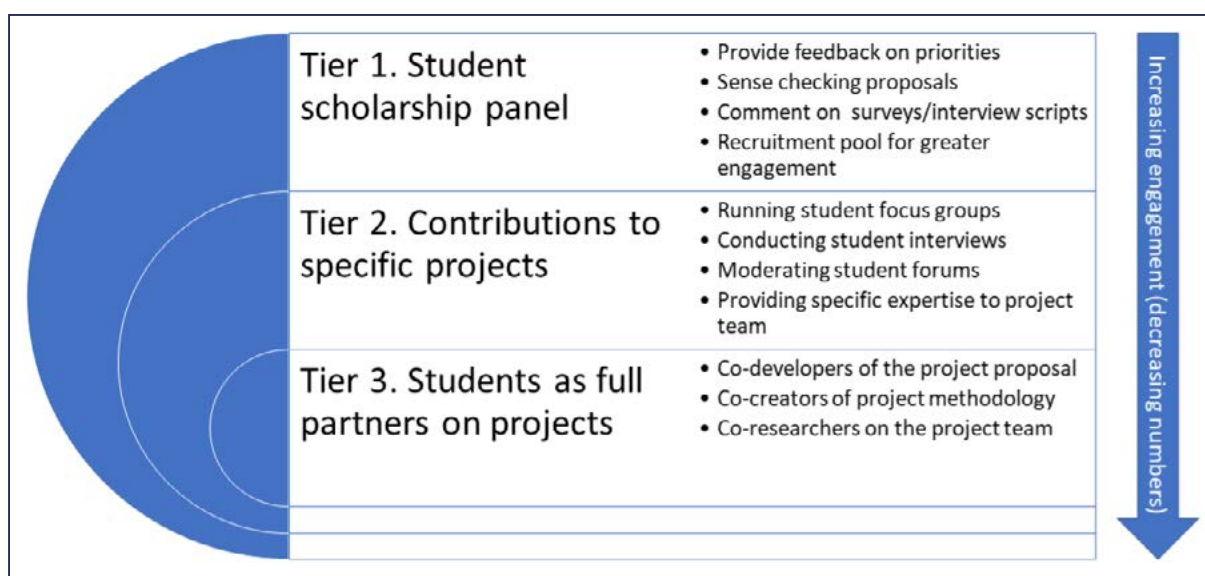 Tier 1. Student
scholarship panel
• Provide feedback on priorities
• Sense checking proposals
• Comment on surveys/interview scripts
• Recruitment pool for greater
engagement
Tier 2. Contributions to
specific projects
• Running student focus groups
• Conducting student interviews
• Moderating student forums
• Providing specific expertise to project
team
Tier 3. Students as full
partners on projects
• Co-developers of the project proposal
• Co-creators of project methodology
• Co-researchers on the project team
Increasing engagement (decreasing numbers)